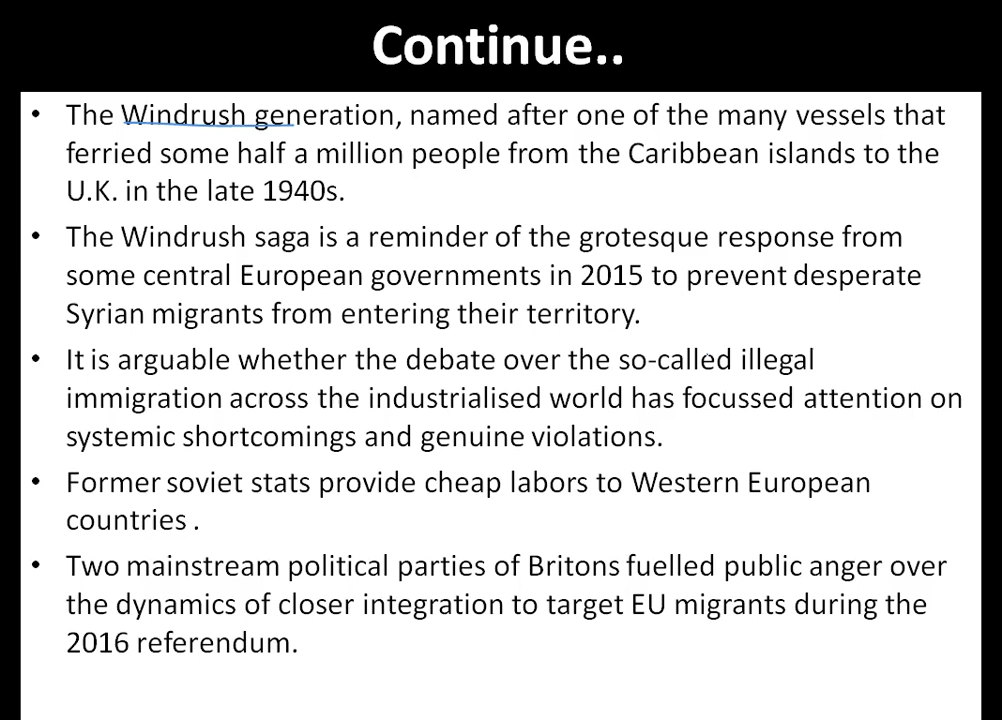 Continue..
• The Windrush generation, named after one of the many vessels that
ferried some half a million people from the Caribbean islands to the
U.K. in the late 1940s.
• The Windrush saga is a reminder of the grotesque response from
some central European governments in 2015 to prevent desperate
Syrian migrants from entering their territory.
• It is arguable whether the debate over the so-called illegal
immigration across the industrialised world has focussed attention on
systemic shortcomings and genuine violations.
• Former soviet stats provide cheap labors to Western European
countries .
• Two mainstream political parties of Britons fuelled public anger over
the dynamics of closer integration to target EU migrants during the
2016 referendum.